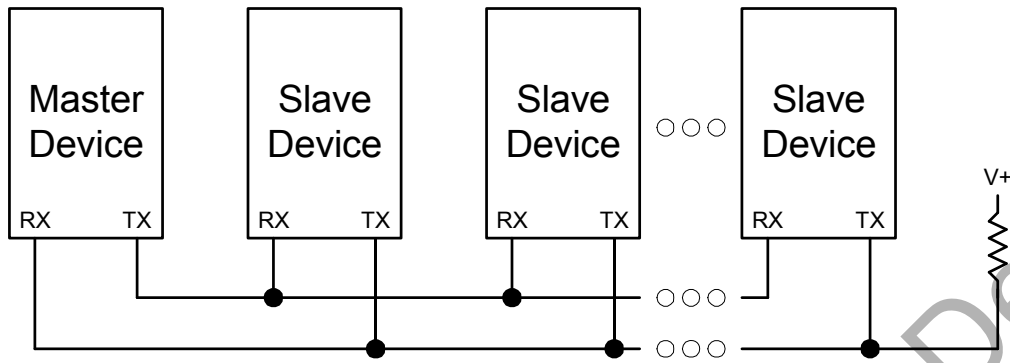 Master
Device
RX TX
Slave
Device
RX TX
Slave
Device
RX TX
Slave
Device
RX TX
V+